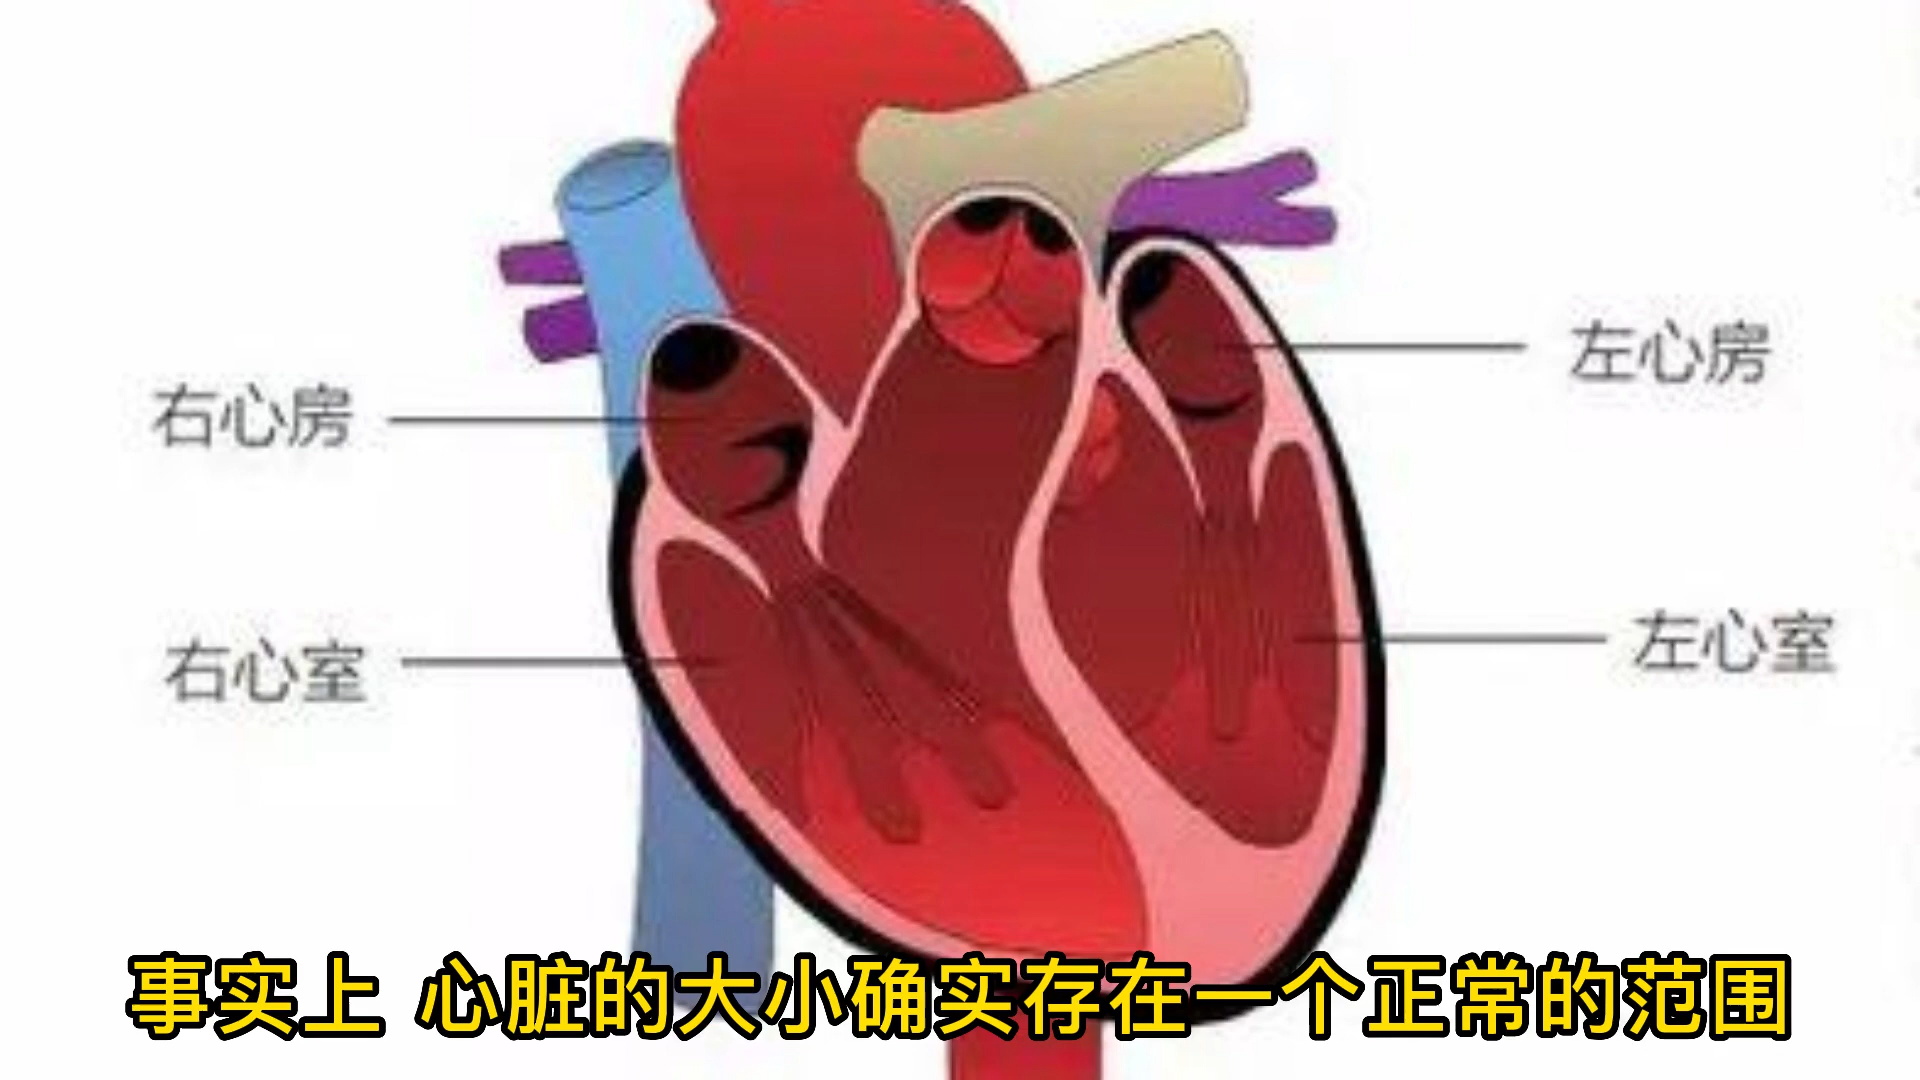 左心房
右心房
左心室
右心室
事实上 心脏的大小确实存在一个正常的范围